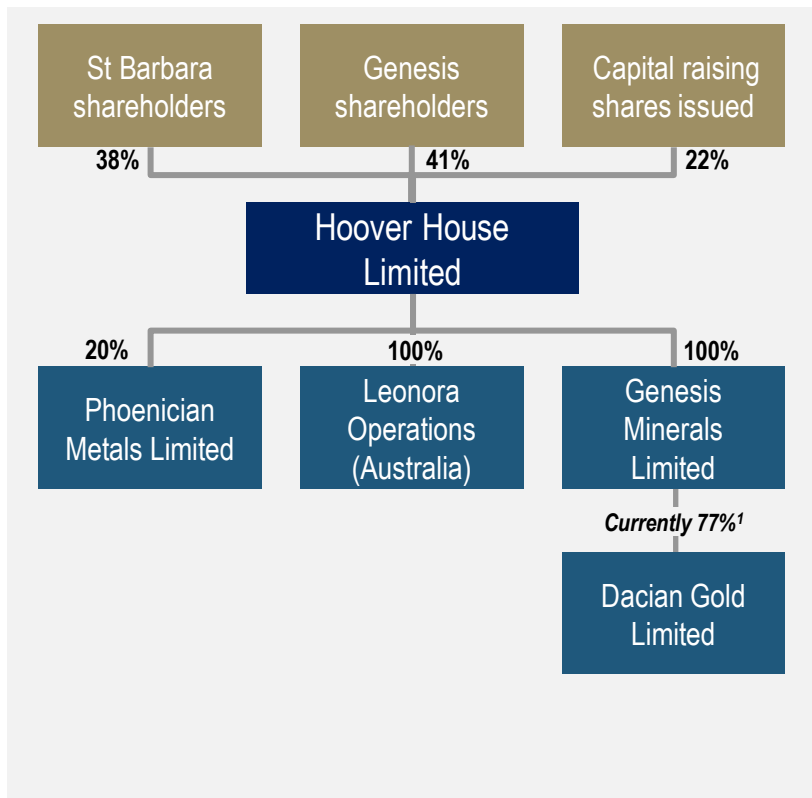 St Barbara
shareholders
Genesis
shareholders
Capital raising
shares issued
38%
41%
22%
Hoover House
Limited
20%
100%
100%
Phoenician
Metals Limited
Leonora
Operations
(Australia)
Genesis
Minerals
Limited
Currently 77%¹
Dacian Gold
Limited